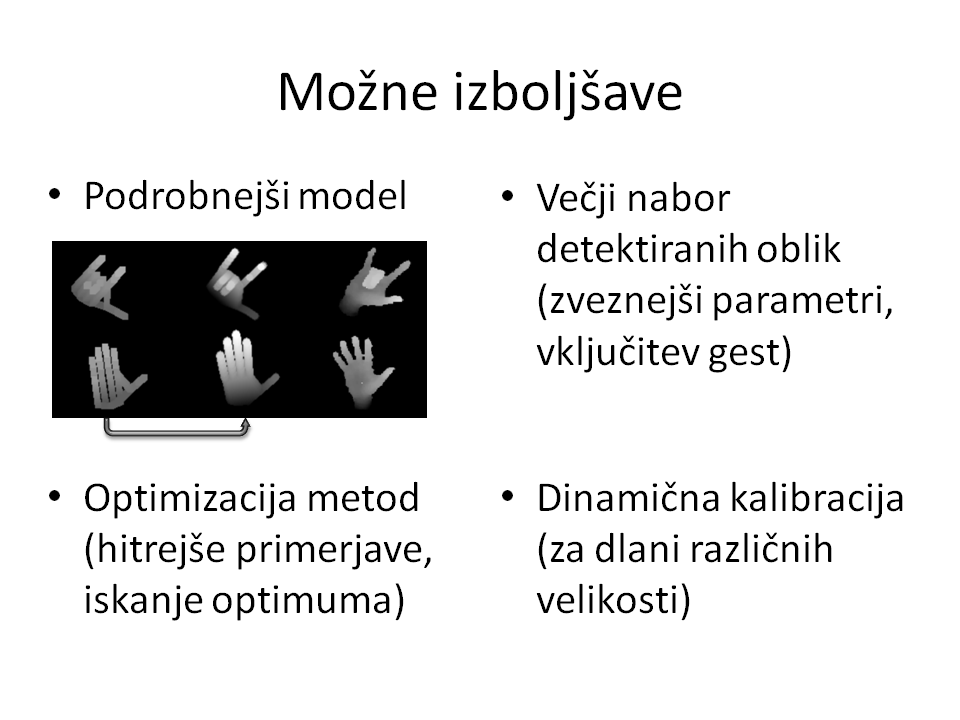 Možne izboljšave
• Podrobnejši model
• Optimizacija metod
(hitrejše primerjave,
iskanje optimuma)
• Večji nabor
detektiranih oblik
(zveznejši parametri,
vključitev gest)
• Dinamična kalibracija
(za dlani različnih
velikosti)